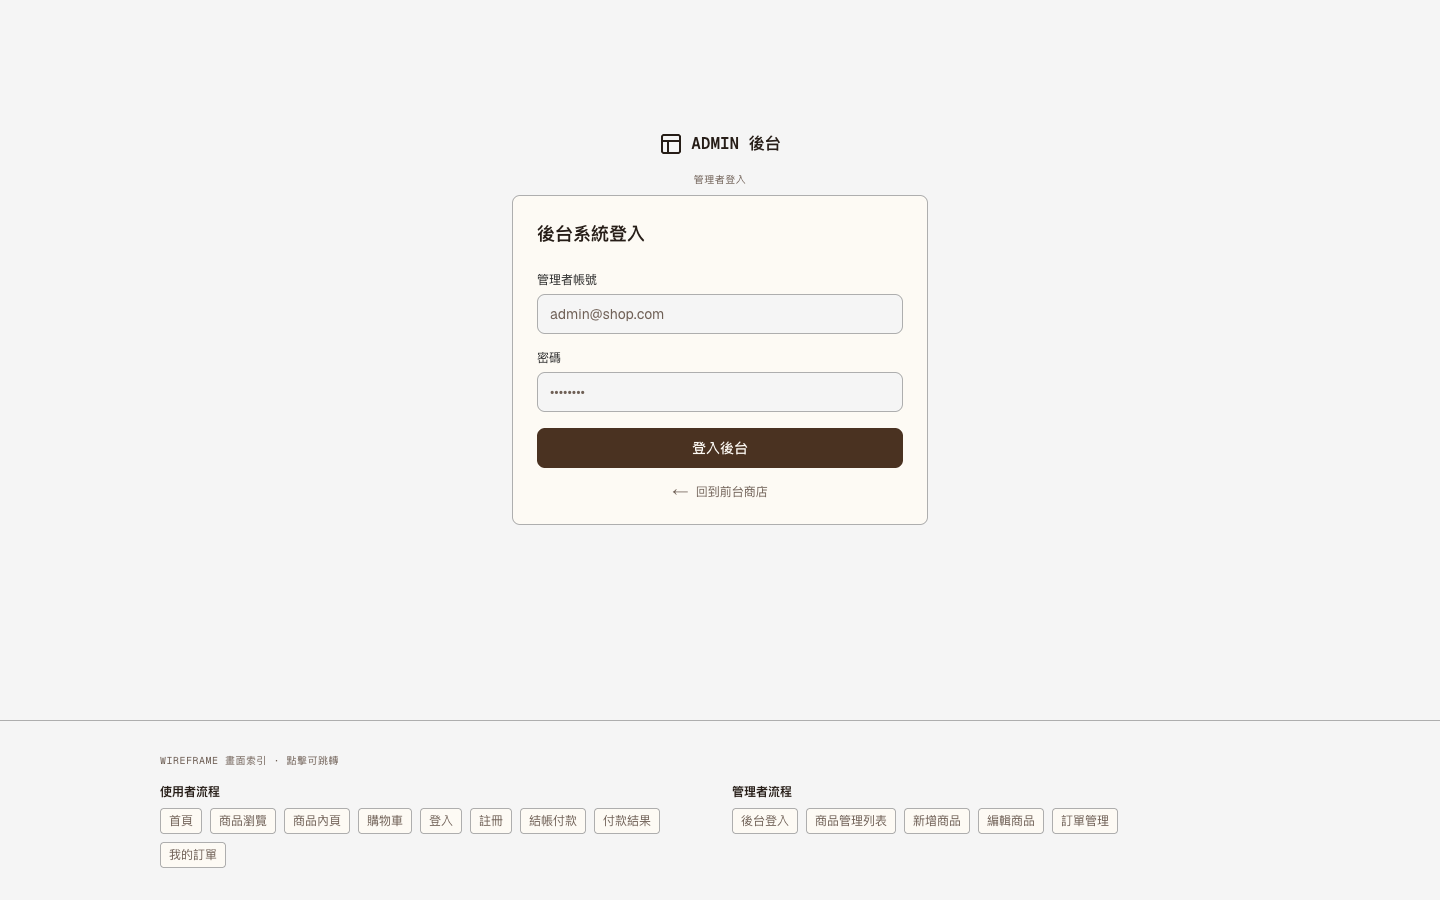 ADMIN 後台
管理者登入
後台系統登入
管理者帳號
admin@shop.com
密碼
••••••••
登入後台
← 回到前台商店
WIREFRAME 畫面索引 · 點擊可跳轉
使用者流程
首頁 商品瀏覽 商品內頁 購物車 登入 註冊 結帳付款 付款結果
我的訂單
管理者流程
後台登入 商品管理列表 新增商品 編輯商品 訂單管理